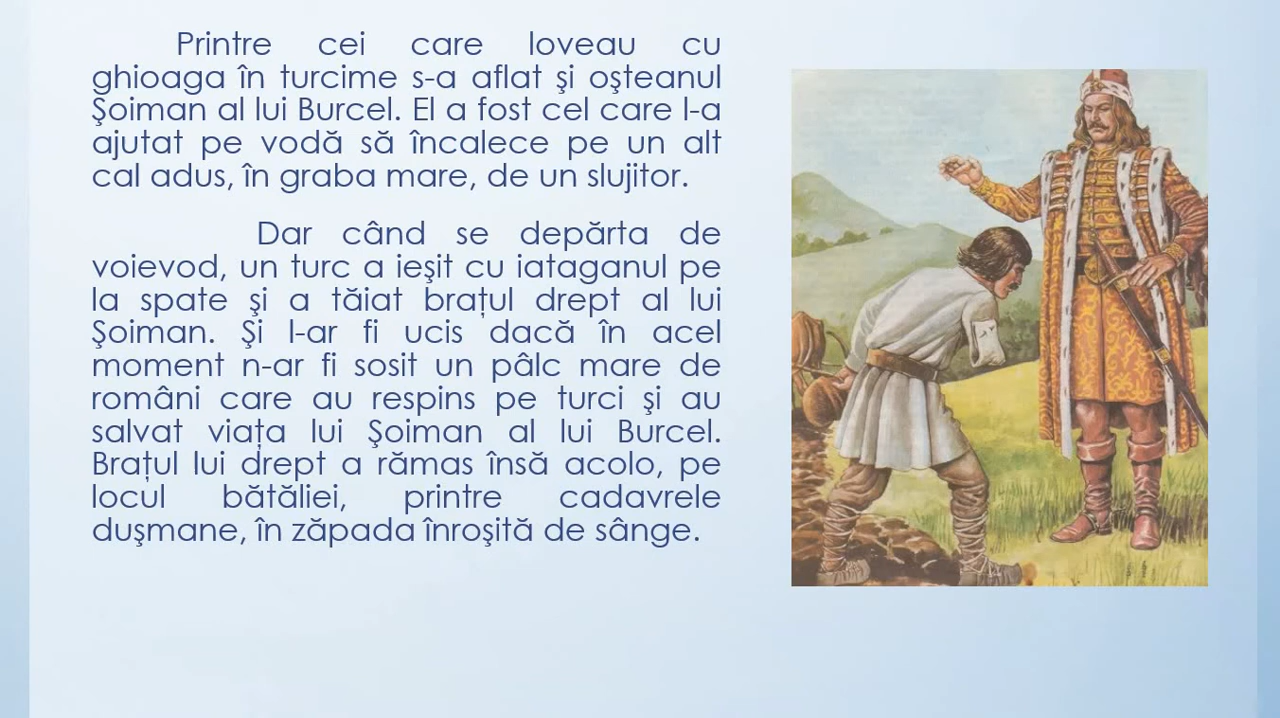 Printre cei care loveau cu
ghioaga în turcime s-a aflat şi oşteanul
Şoiman al lui Burcel. El a fost cel care l-a
ajutat pe vodă să încalece pe un alt
cal adus, în graba mare, de un slujitor.
Dar când se depărta de
voievod, un turc a ieşit cu iataganul pe
la spate şi a tăiat brațul drept al lui
Şoiman. Şi l-ar fi ucis dacă în acel
moment n-ar fi sosit un pâlc mare de
români care au respins pe turci şi au
salvat viața lui Şoiman al lui Burcel.
Brațul lui drept a rămas însă acolo, pe
locul bătăliei, printre cadavrele
duşmane, în zăpada înroşită de sânge.